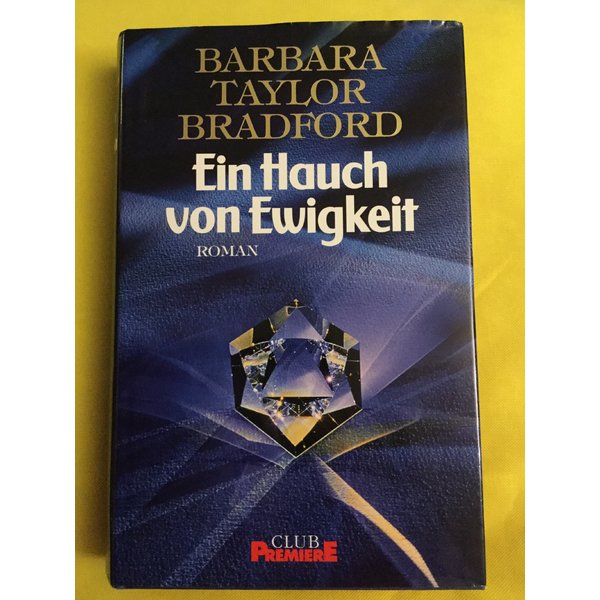 BARBARA
TAYLOR
BRADFORD
Ein Hauch
von Ewigkeit
ROMAN
CLUB
PREMIERE